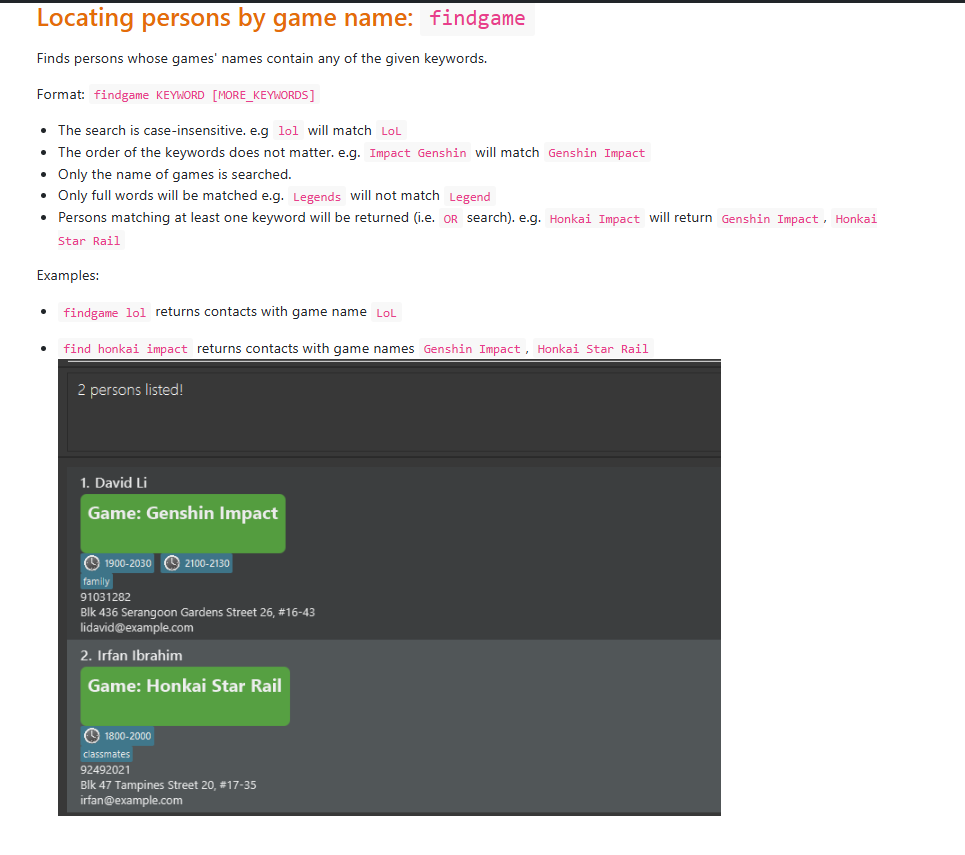 Locating persons by game name: findgame
Finds persons whose games' names contain any of the given keywords.
Format: findgame KEYWORD [MORE_KEYWORDS]
The search is case-insensitive. e.g lol will match LoL
The order of the keywords does not matter. e.g. Impact Genshin will match Genshin Impact
Only the name of games is searched.
Only full words will be matched e.g. Legends will not match Legend
Persons matching at least one keyword will be returned (i.e. OR search). e.g. Honkai Impact will return Genshin Impact, Honkai
Star Rail
Examples:
findgame lol returns contacts with game name LoL
find honkai impact returns contacts with game names Genshin Impact, Honkai Star Rail
2 persons listed!
1. David Li
Game: Genshin Impact
1900-2030 2100-2130
family
91031282
Blk 436 Serangoon Gardens Street 26, #16-43
lidavid@example.com
2. Irfan Ibrahim
Game: Honkai Star Rail
1800-2000
classmates
92492021
Blk 47 Tampines Street 20, #17-35
irfan@example.com